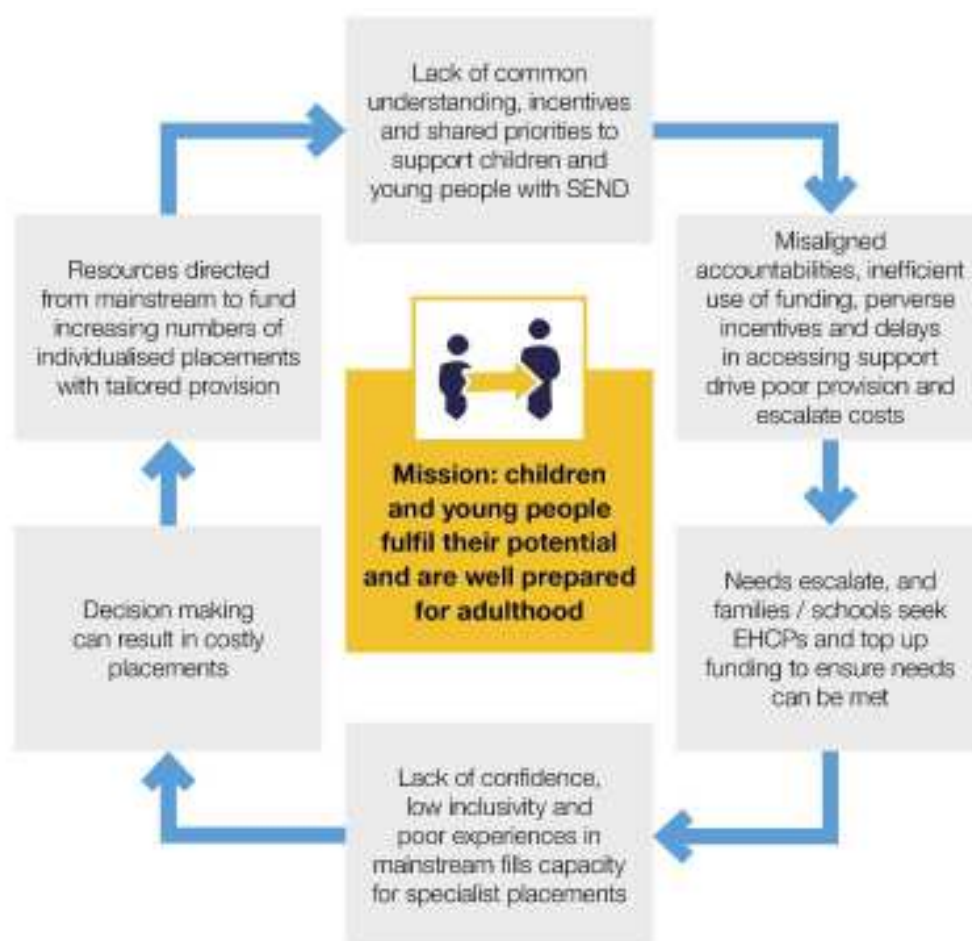 Lack of common
understanding, incentives
and shared priorities to
support children and
young people with SEND
Misaligned
accountabilities, inefficient
use of funding, perverse
incentives and delays
in accessing support
drive poor provision and
escalate costs
Needs escalate, and
families / schools seek
EHCPs and top up
funding to ensure needs
can be met
Lack of confidence,
low inclusivity and
poor experiences in
mainstream fills capacity
for specialist placements
Decision making
can result in costly
placements
Resources directed
from mainstream to fund
increasing numbers of
individualised placements
with tailored provision
Mission: children
and young people
fulfil their potential
and are well prepared
for adulthood